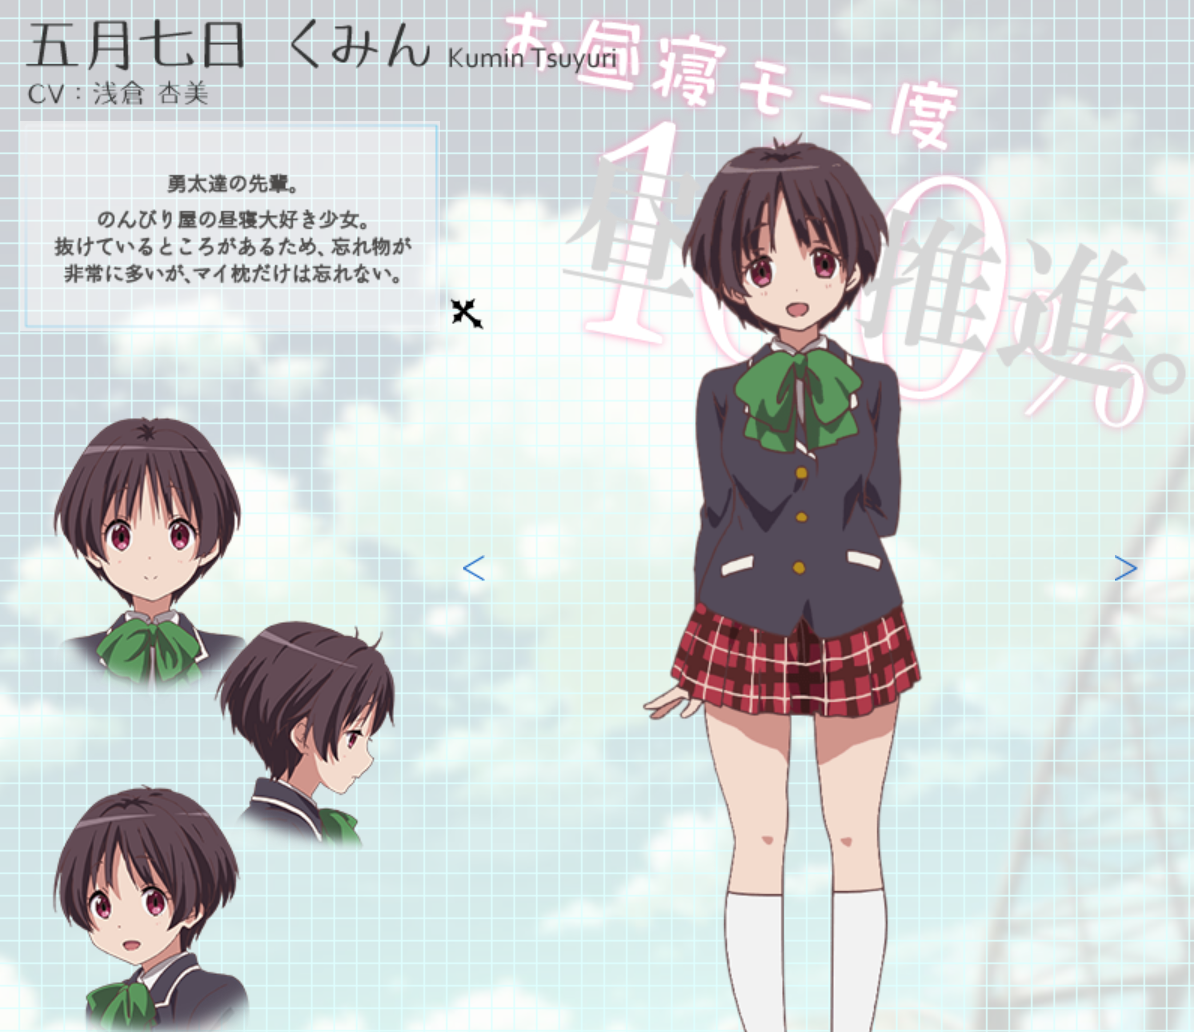 五月七日 くみん Kumin Tsuyuri
CV：浅倉 杏美
勇太達の先輩。
のんびり屋の昼寝大好き少女。
抜けているところがあるため、忘れ物が
非常に多いが、マイ枕だけは忘れない。
お昼寝モー度
100%
昼 推進。
<
>